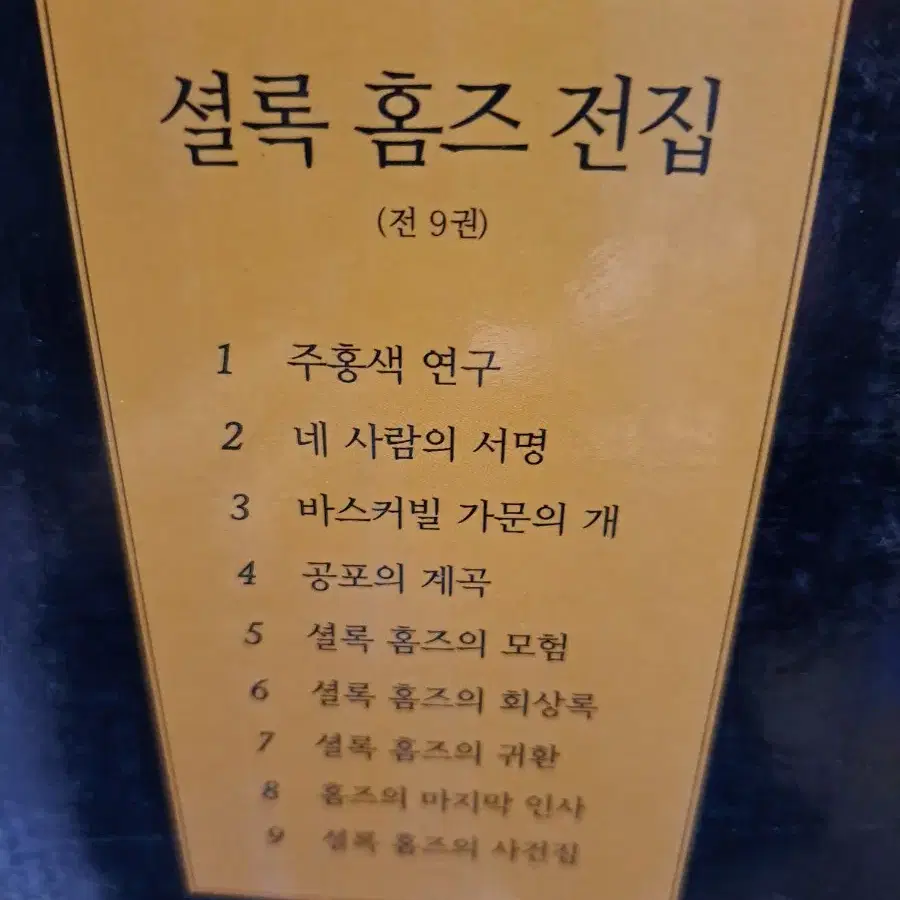 셜록 홈즈 전집
(전 9권)
1 주홍색 연구
2 네 사람의 서명
3 바스커빌 가문의 개
4 공포의 계곡
5 셜록 홈즈의 모험
6 셜록 홈즈의 회상록
7 셜록 홈즈의 귀환
8 홈즈의 마지막 인사
9 셜록 홈즈의 사건집